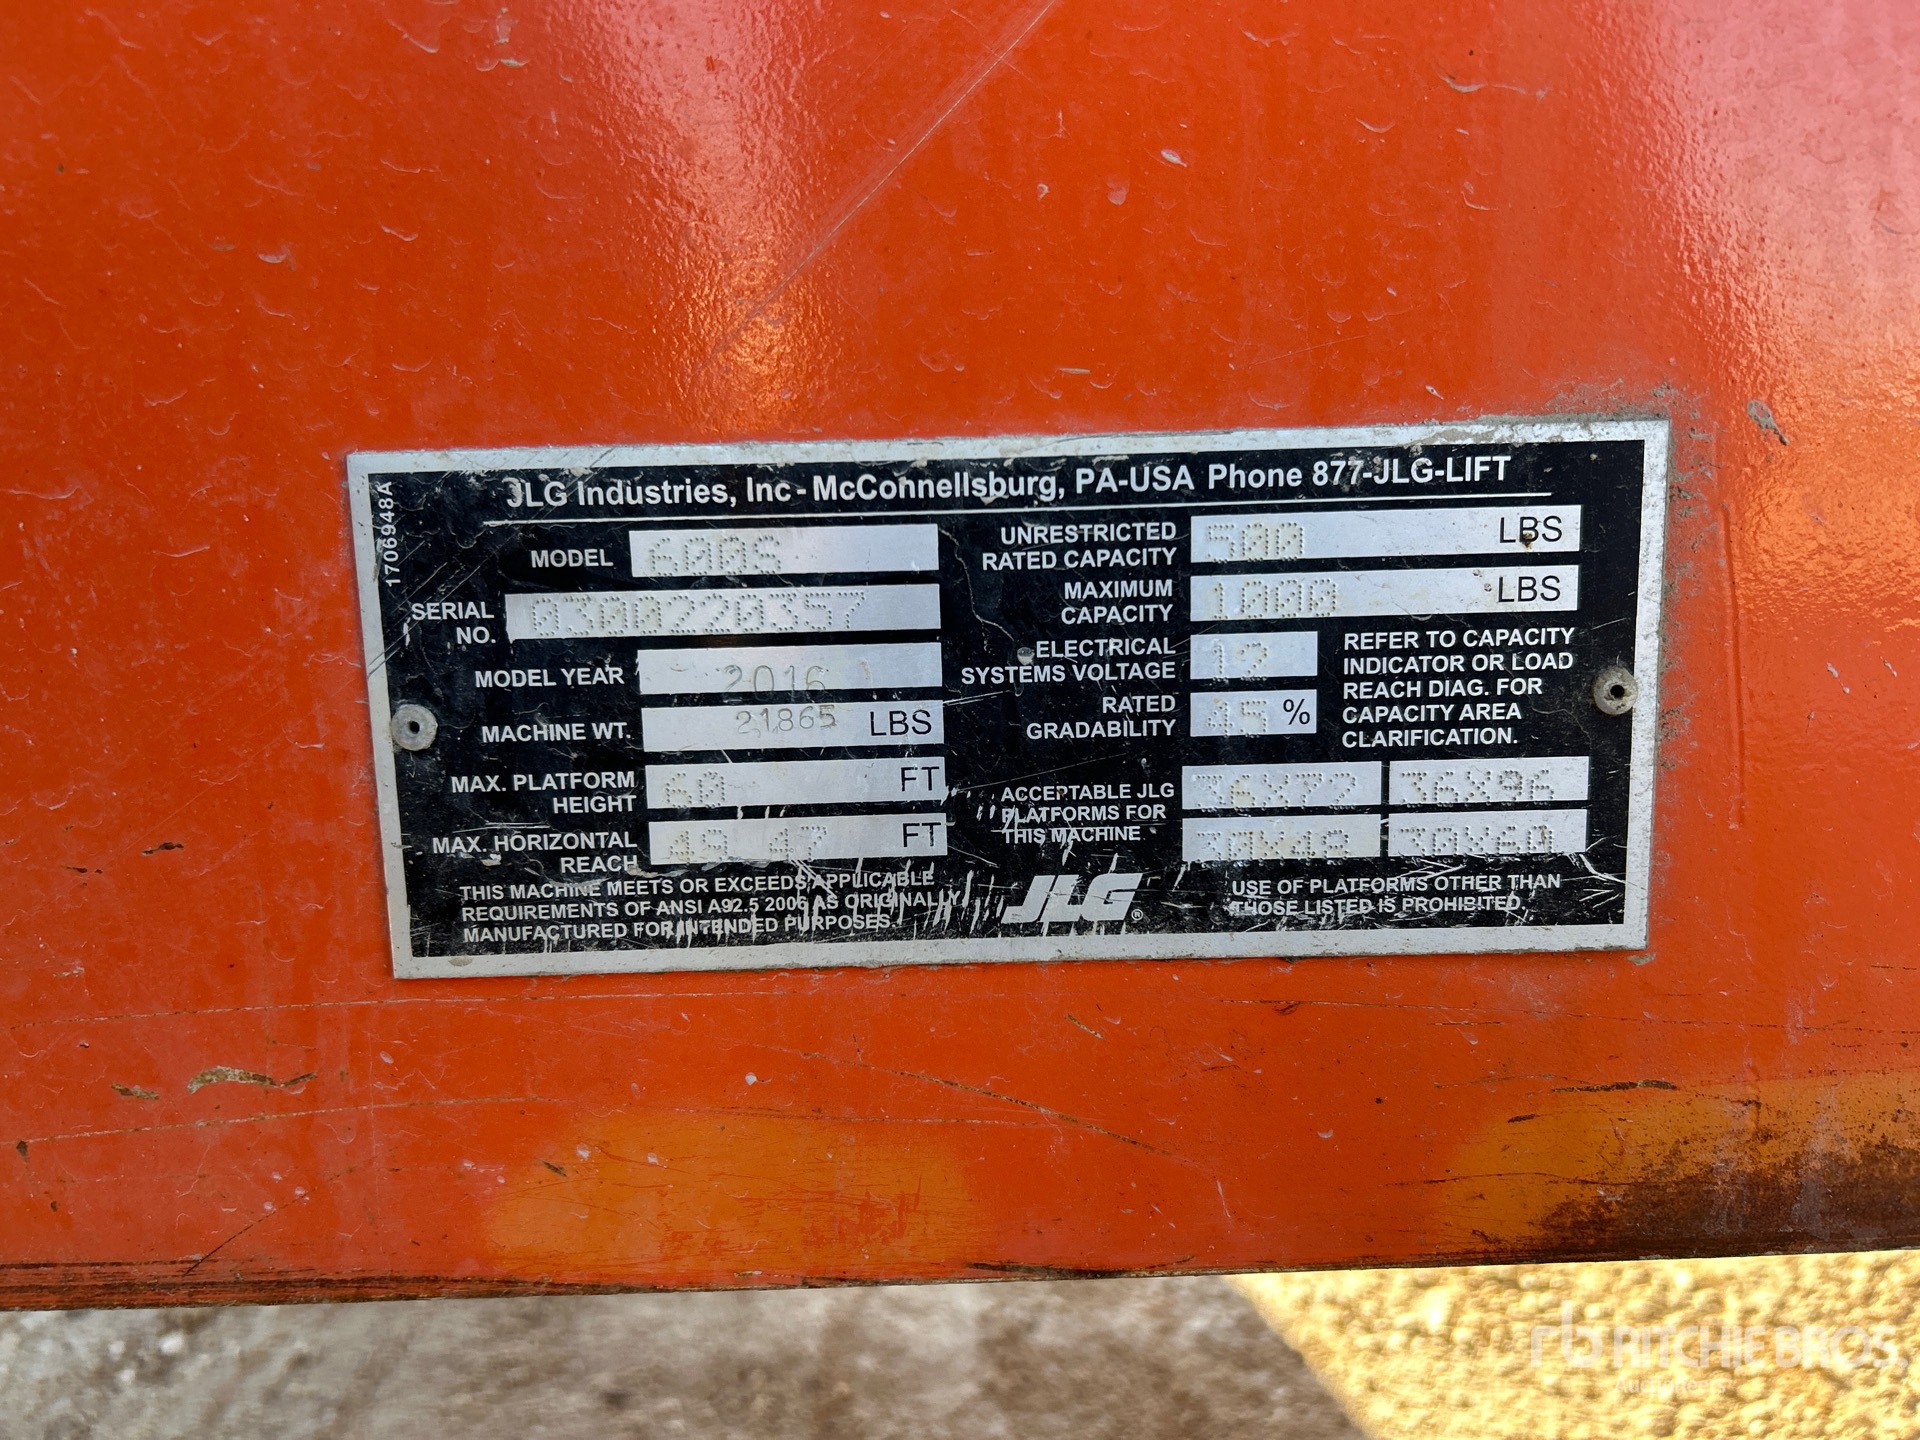 JLG Industries, Inc - McConnellsburg, PA-USA Phone 877-JLG-LIFT
1706948A
MODEL 600S
SERIAL NO. 0300220357
MODEL YEAR 2016
MACHINE WT. 21865 LBS
MAX. PLATFORM HEIGHT 60 FT
MAX. HORIZONTAL REACH 49.47 FT
THIS MACHINE MEETS OR EXCEEDS APPLICABLE
REQUIREMENTS OF ANSI A92.5 2006 AS ORIGINALLY
MANUFACTURED FOR INTENDED PURPOSES.
UNRESTRICTED
RATED CAPACITY 500 LBS
MAXIMUM
CAPACITY 1000 LBS
ELECTRICAL
SYSTEMS VOLTAGE 12
RATED
GRADABILITY 45 %
REFER TO CAPACITY
INDICATOR OR LOAD
REACH DIAG. FOR
CAPACITY AREA
CLARIFICATION.
ACCEPTABLE JLG
PLATFORMS FOR
THIS MACHINE
36X72 36X96
30X48 30X60
JLG®
USE OF PLATFORMS OTHER THAN
THOSE LISTED IS PROHIBITED.
rb RITCHIE BROS.
Auctioneers